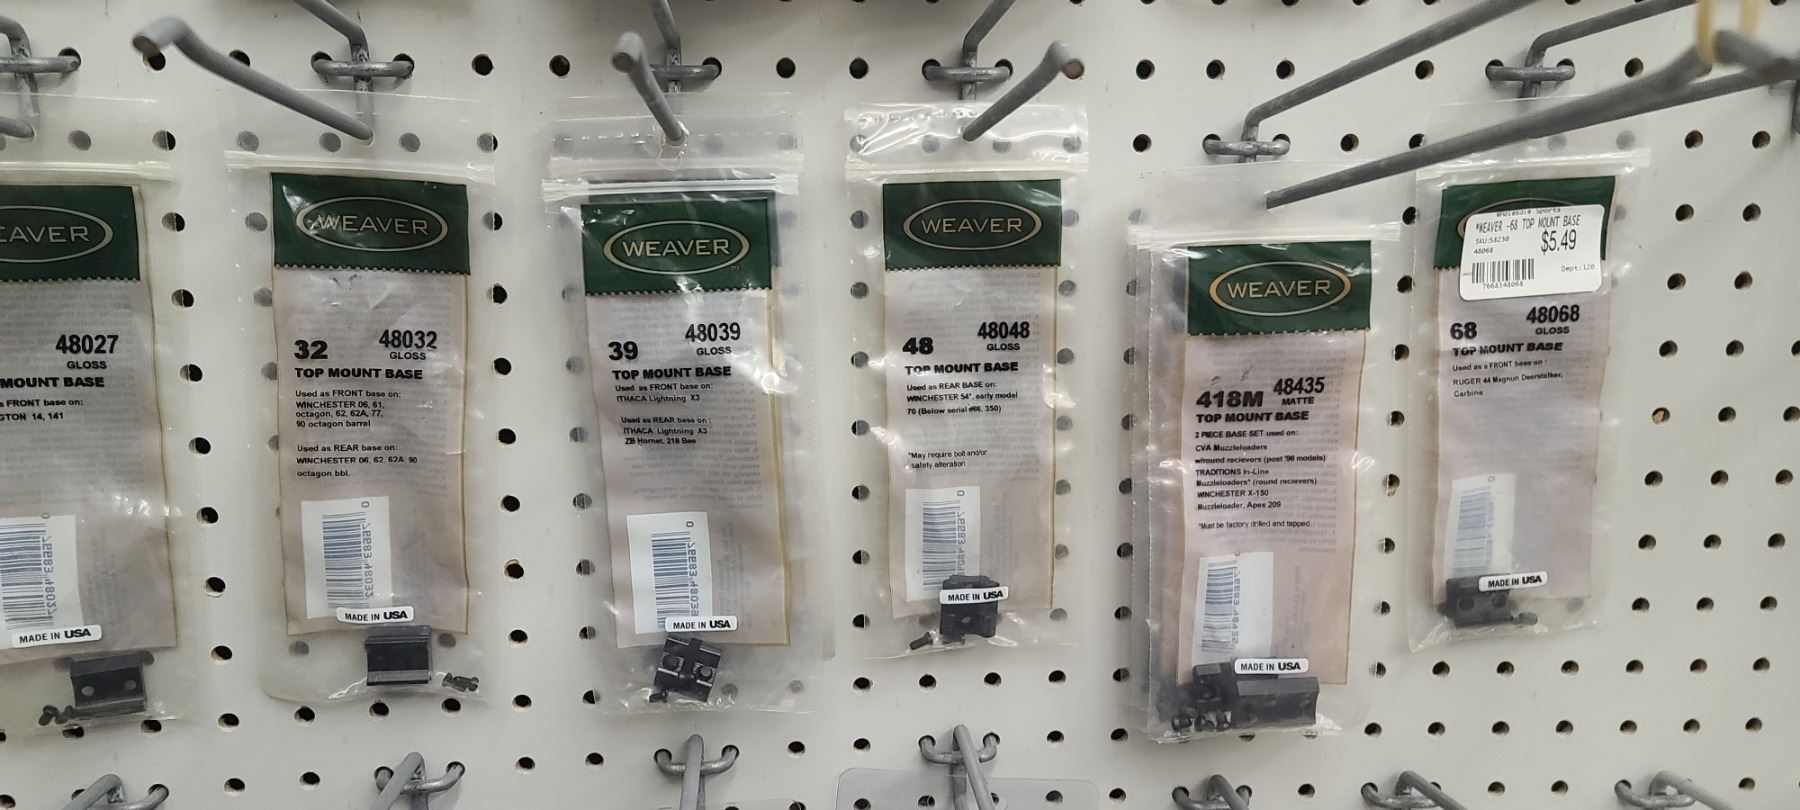 EAVER
48027
GLOSS
MOUNT BASE
FRONT base on:
GTON 14, 141
MADE IN USA
WEAVER
32
48032
GLOSS
TOP MOUNT BASE
Used as FRONT base on:
WINCHESTER 06, 61,
octagon, 62, 62A, 77,
90 octagon barrel
Used as REAR base on:
WINCHESTER 06, 62, 62A, 90
octagon bbl.
MADE IN USA
WEAVER
39
48039
GLOSS
TOP MOUNT BASE
Used as FRONT base on:
ITHACA Lightning X3
Used as REAR base on:
ITHACA Lightning X3
ZB Hornet, 218 Bee
MADE IN USA
WEAVER
48
48048
GLOSS
TOP MOUNT BASE
Used as REAR BASE on:
WINCHESTER 54*, early model
70 (Below serial #66, 350)
*May require bolt and/or
safety alteration
MADE IN USA
WEAVER
418M
48435
MATTE
TOP MOUNT BASE
2 PIECE BASE SET used on:
CVA Muzzleloaders
w/round recievers (post '96 models)
TRADITIONS In-Line
Muzzleloaders* (round recievers)
WINCHESTER X-150
Muzzleloader, Apex 209
*Must be factory drilled and tapped.
MADE IN USA
Wholesale Sports
*WEAVER -68 TOP MOUNT BASE
SKU:58230
$5.49
48068
Dept:120
68
48068
GLOSS
TOP MOUNT BASE
Used as a FRONT base on :
RUGER 44 Magnun Deerstalker,
Carbine
MADE IN USA